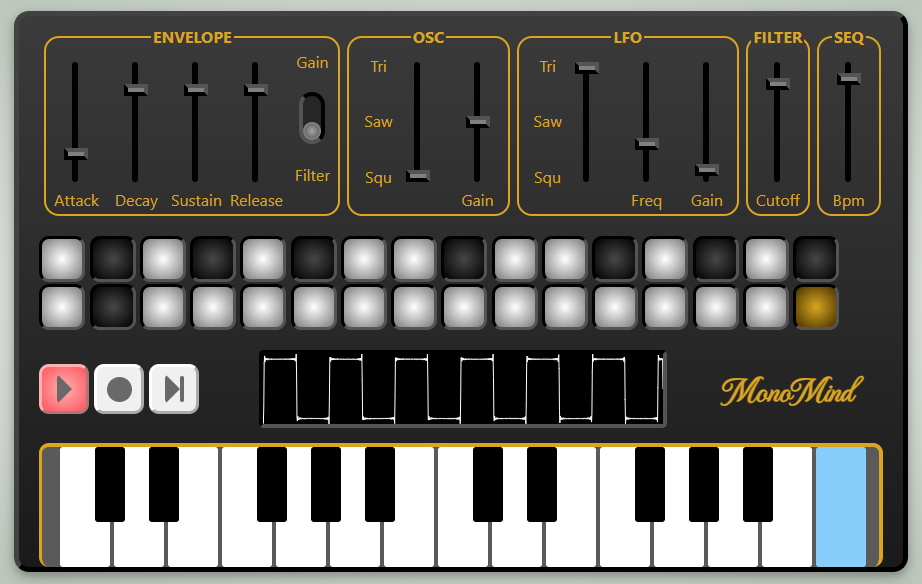 ENVELOPE
OSC
LFO
FILTER
SEQ
Gain
Filter
Attack
Decay
Sustain
Release
Tri
Saw
Squ
Gain
Tri
Saw
Squ
Freq
Gain
Cutoff
Bpm
MonoMind